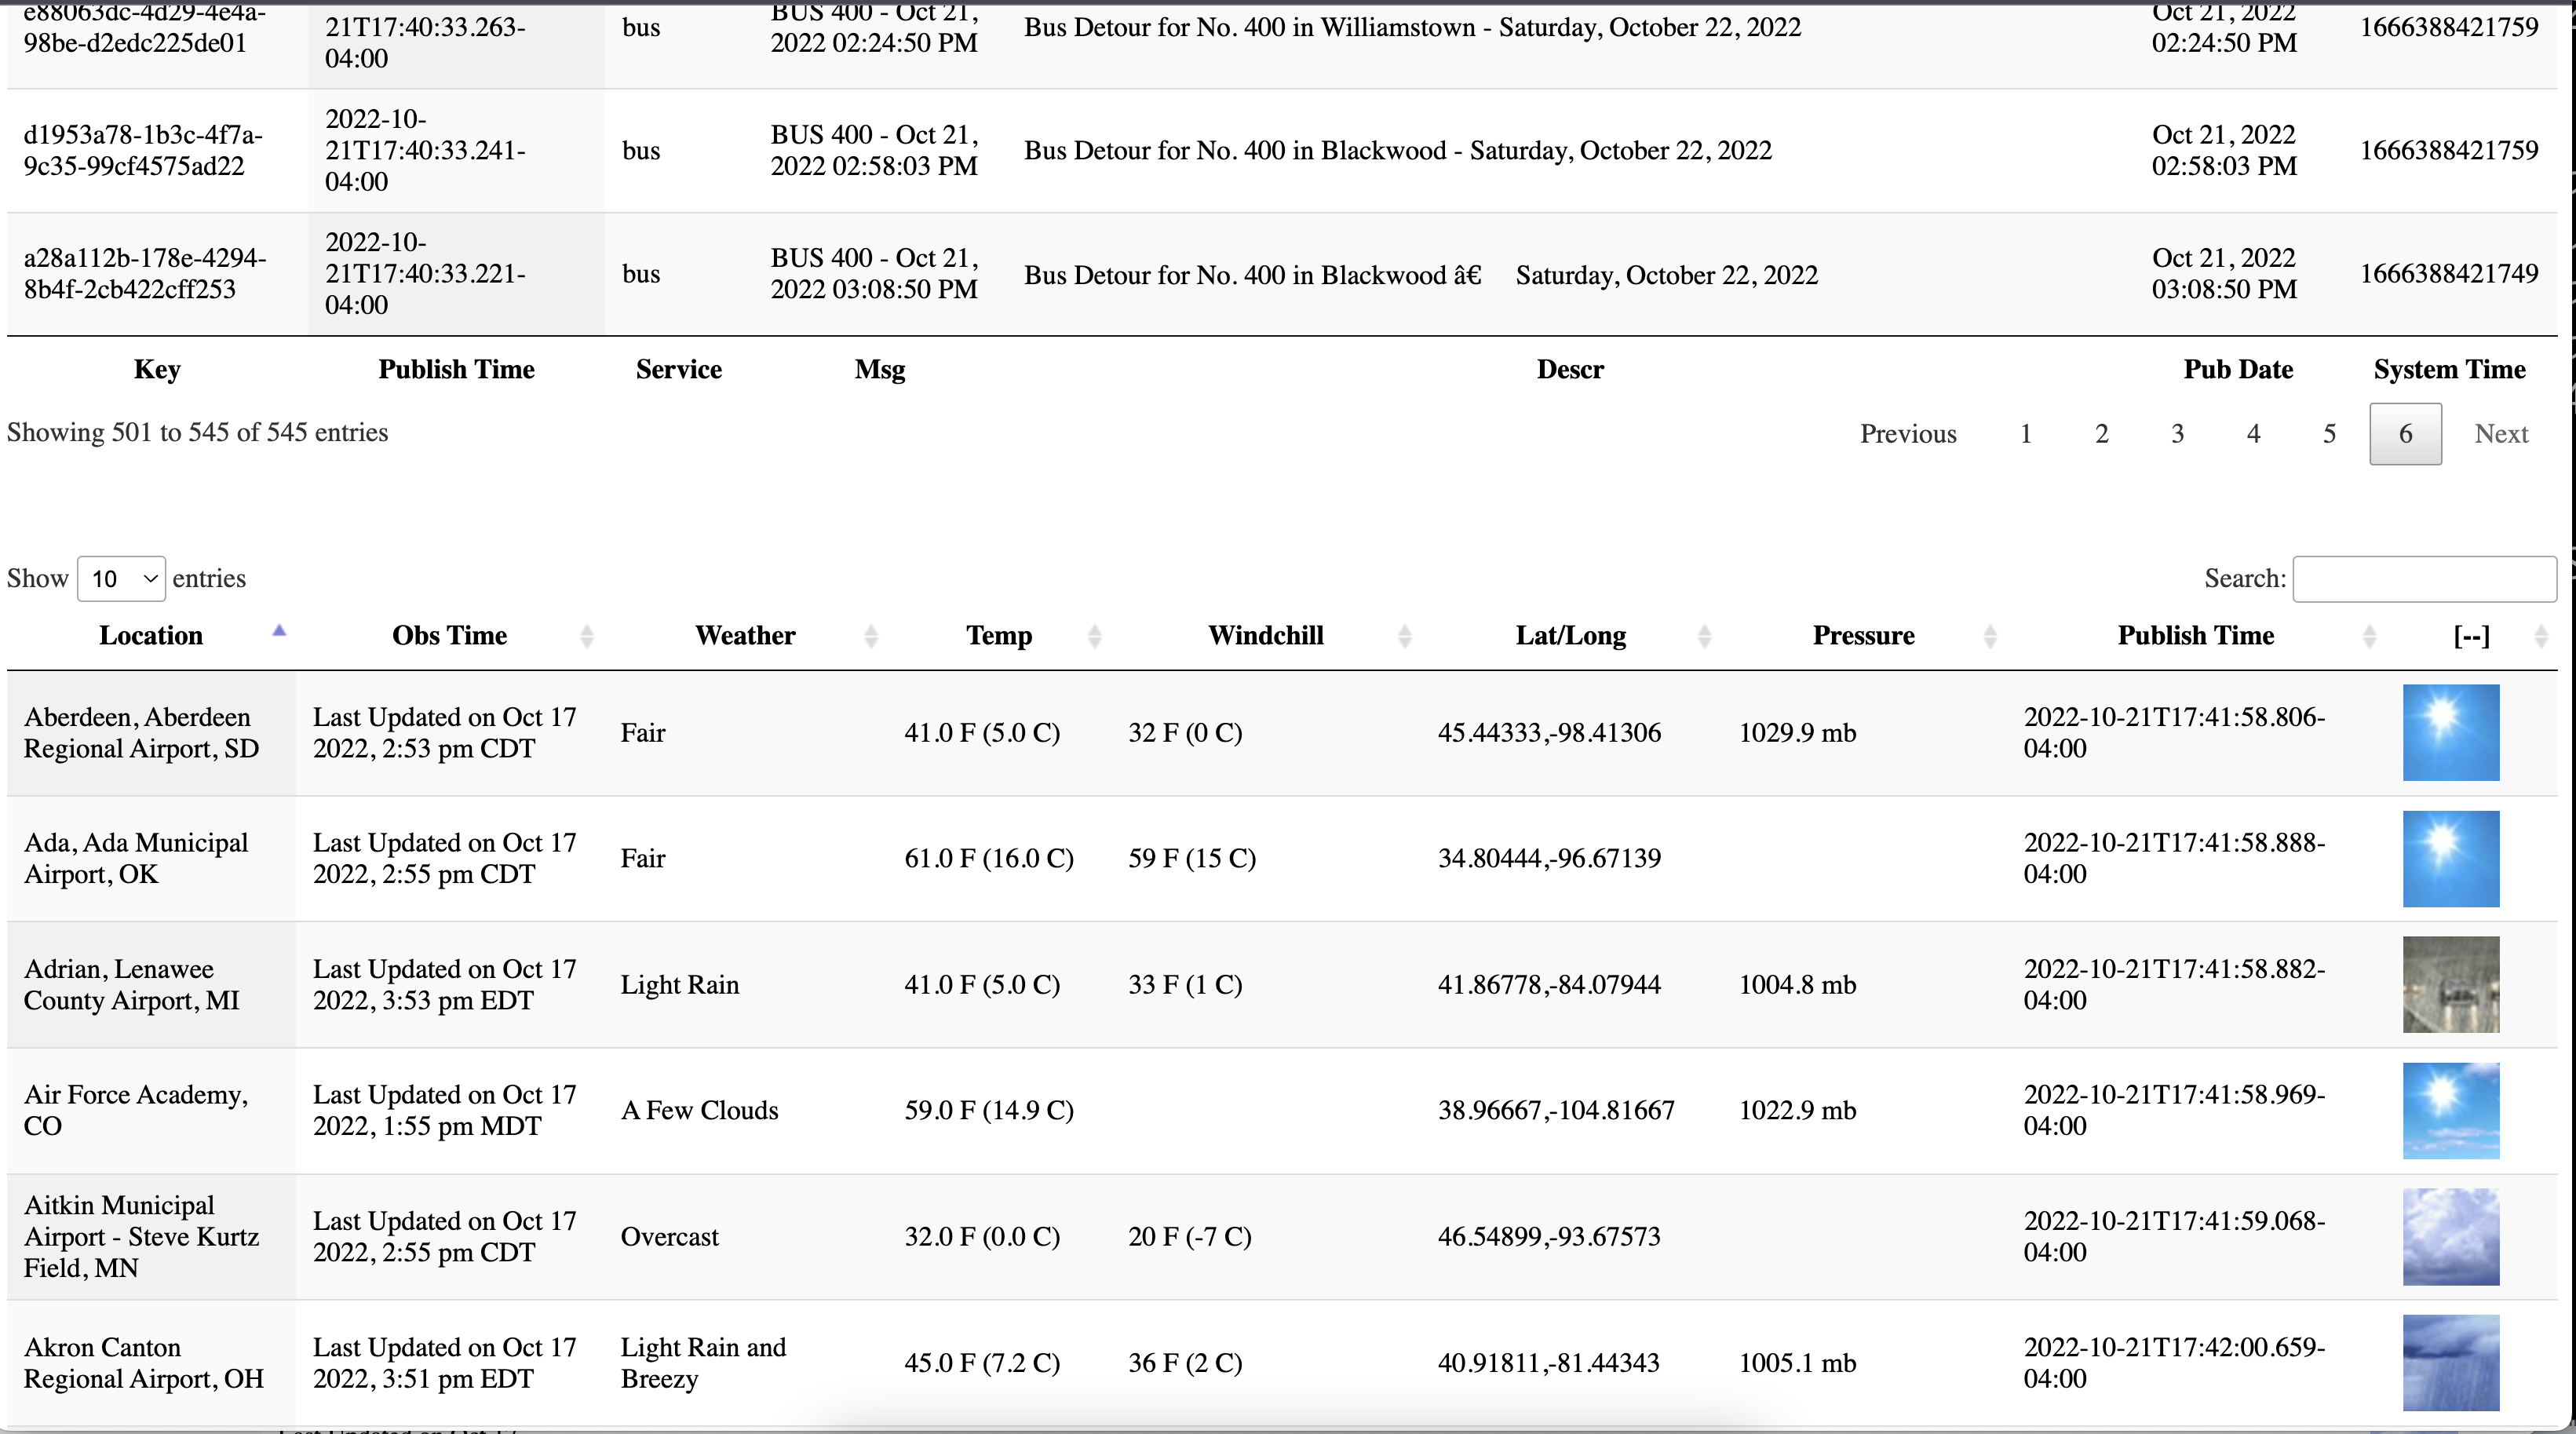 e88063dc-4d29-4e4a-98be-d2edc225de01 21T17:40:33.263-04:00 bus BUS 400 - Oct 21, 2022 02:24:50 PM Bus Detour for No. 400 in Williamstown - Saturday, October 22, 2022 Oct 21, 2022 02:24:50 PM 1666388421759
d1953a78-1b3c-4f7a-9c35-99cf4575ad22 2022-10-21T17:40:33.241-04:00 bus BUS 400 - Oct 21, 2022 02:58:03 PM Bus Detour for No. 400 in Blackwood - Saturday, October 22, 2022 Oct 21, 2022 02:58:03 PM 1666388421759
a28a112b-178e-4294-8b4f-2cb422cff253 2022-10-21T17:40:33.221-04:00 bus BUS 400 - Oct 21, 2022 03:08:50 PM Bus Detour for No. 400 in Blackwood â€ Saturday, October 22, 2022 Oct 21, 2022 03:08:50 PM 1666388421749
Key Publish Time Service Msg Descr Pub Date System Time
Showing 501 to 545 of 545 entries Previous 1 2 3 4 5 6 Next
Show 10 entries Search:
Location Obs Time Weather Temp Windchill Lat/Long Pressure Publish Time [--]
Aberdeen, Aberdeen Regional Airport, SD Last Updated on Oct 17 2022, 2:53 pm CDT Fair 41.0 F (5.0 C) 32 F (0 C) 45.44333,-98.41306 1029.9 mb 2022-10-21T17:41:58.806-04:00
Ada, Ada Municipal Airport, OK Last Updated on Oct 17 2022, 2:55 pm CDT Fair 61.0 F (16.0 C) 59 F (15 C) 34.80444,-96.67139 2022-10-21T17:41:58.888-04:00
Adrian, Lenawee County Airport, MI Last Updated on Oct 17 2022, 3:53 pm EDT Light Rain 41.0 F (5.0 C) 33 F (1 C) 41.86778,-84.07944 1004.8 mb 2022-10-21T17:41:58.882-04:00
Air Force Academy, CO Last Updated on Oct 17 2022, 1:55 pm MDT A Few Clouds 59.0 F (14.9 C) 38.96667,-104.81667 1022.9 mb 2022-10-21T17:41:58.969-04:00
Aitkin Municipal Airport - Steve Kurtz Field, MN Last Updated on Oct 17 2022, 2:55 pm CDT Overcast 32.0 F (0.0 C) 20 F (-7 C) 46.54899,-93.67573 2022-10-21T17:41:59.068-04:00
Akron Canton Regional Airport, OH Last Updated on Oct 17 2022, 3:51 pm EDT Light Rain and Breezy 45.0 F (7.2 C) 36 F (2 C) 40.91811,-81.44343 1005.1 mb 2022-10-21T17:42:00.659-04:00